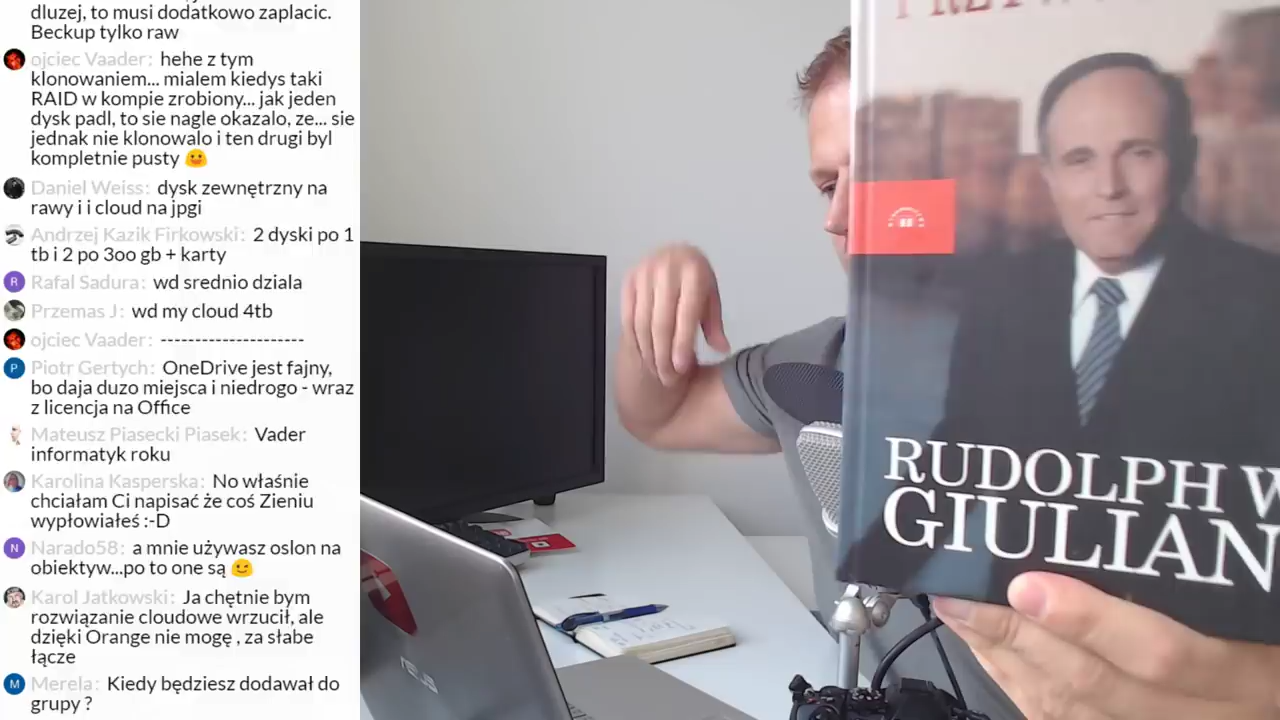 dluzej, to musi dodatkowo zaplacic.
Beckup tylko raw
ojciec Vaader: hehe z tym
klonowaniem... mialem kiedys taki
RAID w kompie zrobiony... jak jeden
dysk padl, to sie nagle okazalo, ze... sie
jednak nie klonowalo i ten drugi byl
kompletnie pusty
Daniel Weiss: dysk zewnętrzny na
rawy i i cloud na jpgi
Andrzej Kazik Firkowski: 2 dyski po 1
tb i 2 po 3oo gb + karty
R Rafal Sadura: wd srednio dziala
Przemas J: wd my cloud 4tb
ojciec Vaader: ---------------------
P Piotr Gertych: OneDrive jest fajny,
bo daja duzo miejsca i niedrogo - wraz
z licencja na Office
Mateusz Piasecki Piasek: Vader
informatyk roku
Karolina Kasperska: No właśnie
chciałam Ci napisać że coś Zieniu
wypłowiałeś :-D
N Narado58: a mnie używasz oslon na
obiektyw...po to one są
Karol Jatkowski: Ja chętnie bym
rozwiązanie cloudowe wrzucił, ale
dzięki Orange nie mogę , za słabe
łącze
M Merela: Kiedy będziesz dodawał do
grupy ?
RUDOLPH W
GIULIAN